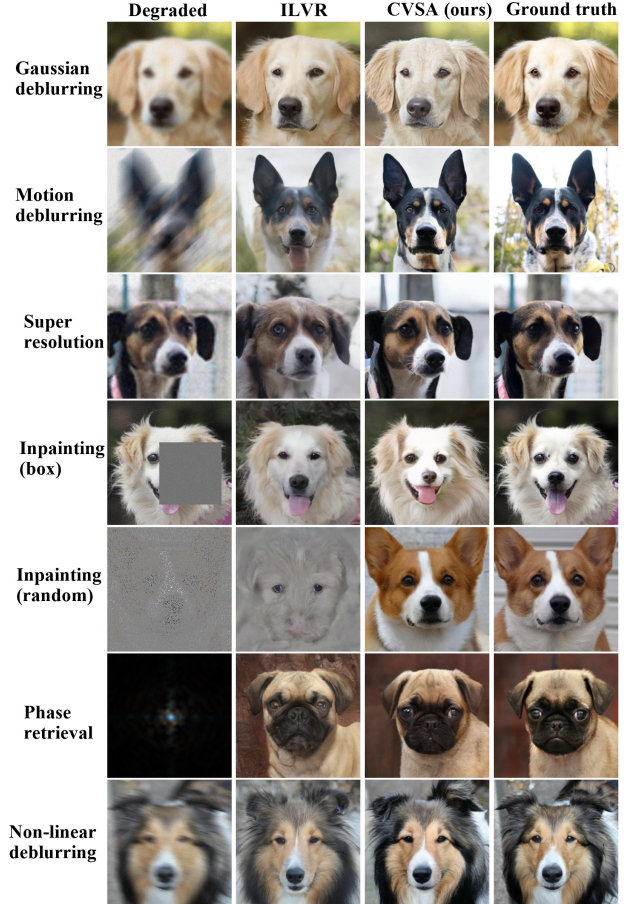 Degraded ILVR CVSA (ours) Ground truth
Gaussian
deblurring
Motion
deblurring
Super
resolution
Inpainting
(box)
Inpainting
(random)
Phase
retrieval
Non-linear
deblurring